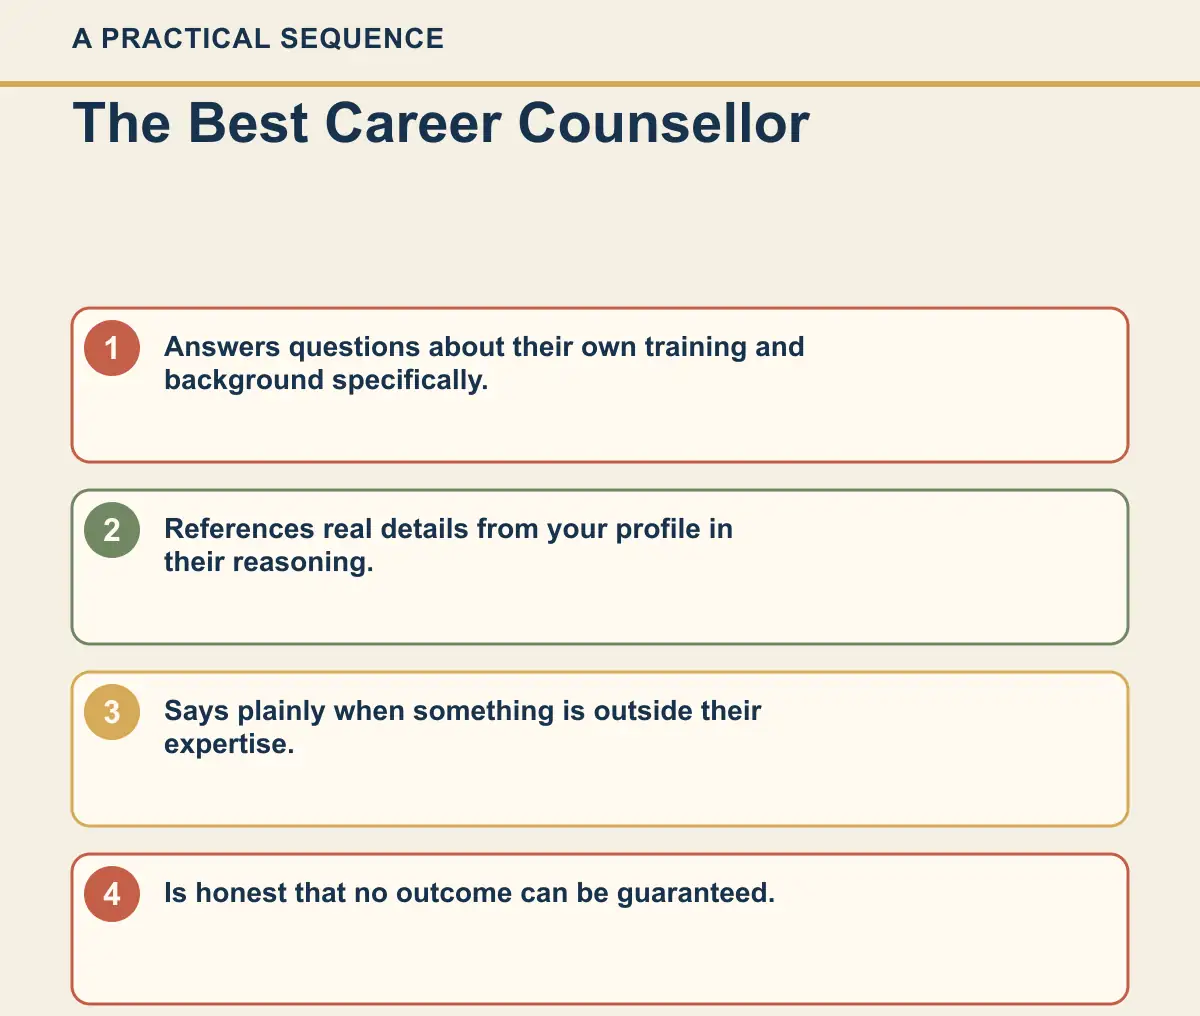 A PRACTICAL SEQUENCE
The Best Career Counsellor
1
Answers questions about their own training and
background specifically.
2
References real details from your profile in
their reasoning.
3
Says plainly when something is outside their
expertise.
4
Is honest that no outcome can be guaranteed.